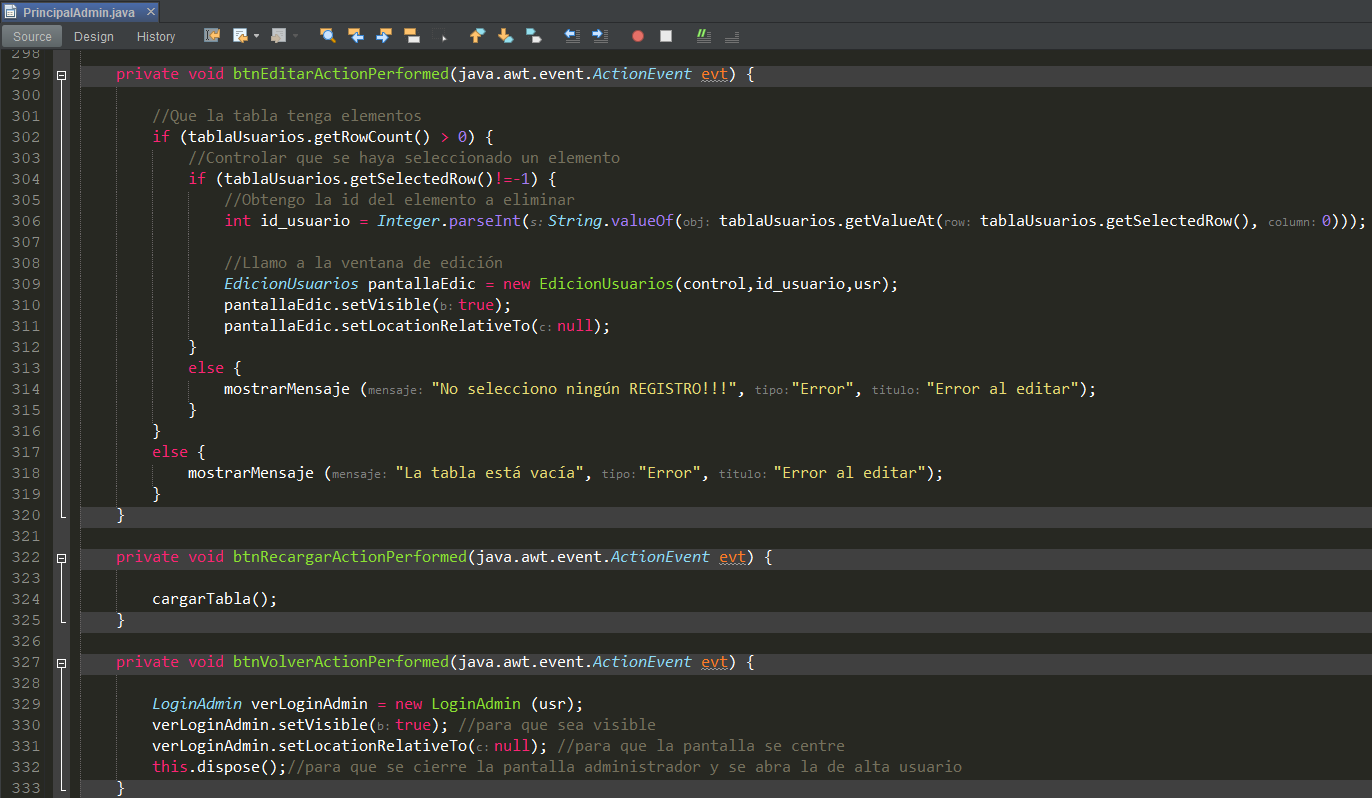 PrincipalAdmin.java
Source Design History
298
299 private void btnEditarActionPerformed(java.awt.event.ActionEvent evt) {
300
301 //Que la tabla tenga elementos
302 if (tablaUsuarios.getRowCount() > 0) {
303 //Controlar que se haya seleccionado un elemento
304 if (tablaUsuarios.getSelectedRow()!=-1) {
305 //Obtengo la id del elemento a eliminar
306 int id_usuario = Integer.parseInt(s: String.valueOf(obj: tablaUsuarios.getValueAt(row: tablaUsuarios.getSelectedRow(), column: 0)));
307
308 //Llamo a la ventana de edición
309 EdicionUsuarios pantallaEdic = new EdicionUsuarios(control,id_usuario,usr);
310 pantallaEdic.setVisible(b: true);
311 pantallaEdic.setLocationRelativeTo(c: null);
312 }
313 else {
314 mostrarMensaje (mensaje: "No selecciono ningún REGISTRO!!!", tipo: "Error", titulo: "Error al editar");
315 }
316 }
317 else {
318 mostrarMensaje (mensaje: "La tabla está vacía", tipo: "Error", titulo: "Error al editar");
319 }
320 }
321
322 private void btnRecargarActionPerformed(java.awt.event.ActionEvent evt) {
323
324 cargarTabla();
325 }
326
327 private void btnVolverActionPerformed(java.awt.event.ActionEvent evt) {
328
329 LoginAdmin verLoginAdmin = new LoginAdmin (usr);
330 verLoginAdmin.setVisible(b: true); //para que sea visible
331 verLoginAdmin.setLocationRelativeTo(c: null); //para que la pantalla se centre
332 this.dispose();//para que se cierre la pantalla administrador y se abra la de alta usuario
333 }